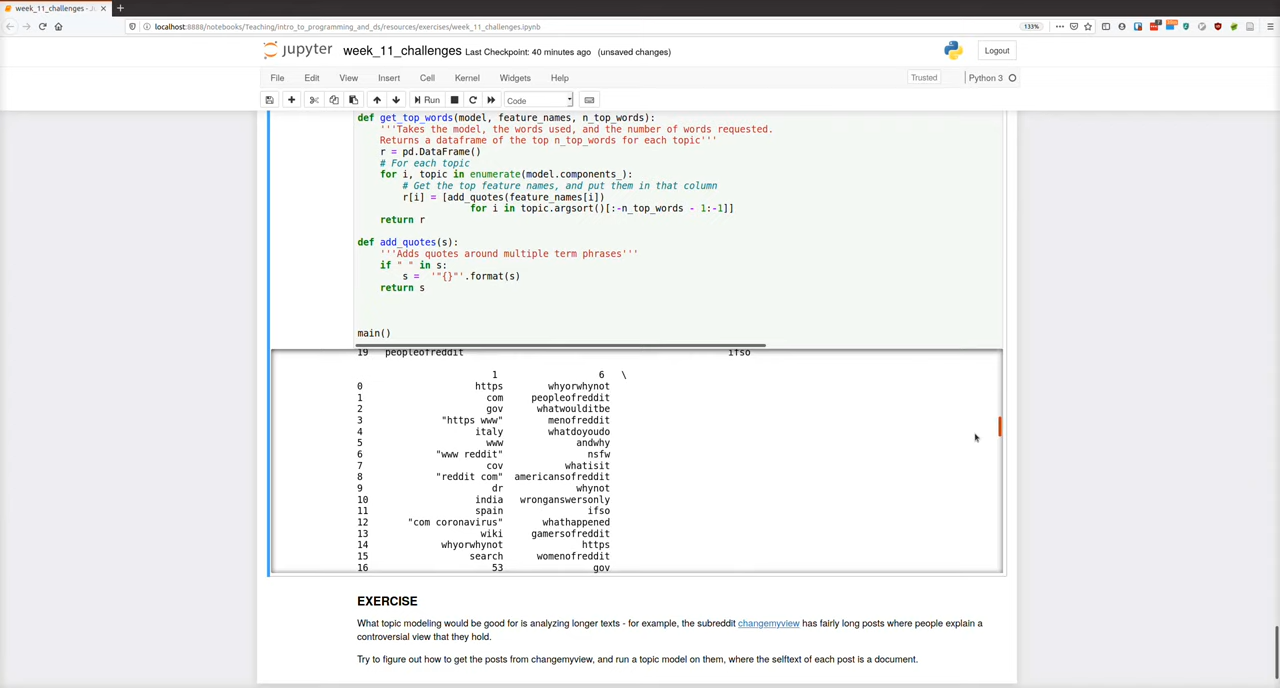 week_11_challenges - Ju
localhost:8888/notebooks/Teaching/Intro_to_programming_and_ds/resources/exercises/week_11_challenges.ipynb
133%
jupyter
week_11_challenges Last Checkpoint: 40 minutes ago (unsaved changes)
Logout
File Edit View Insert Cell Kernel Widgets Help
Trusted
Python 3
Run
Code
def get_top_words(model, feature_names, n_top_words):
'''Takes the model, the words used, and the number of words requested.
Returns a dataframe of the top n_top_words for each topic'''
r = pd.DataFrame()
# For each topic
for i, topic in enumerate(model.components_):
# Get the top feature names, and put them in that column
r[i] = [add_quotes(feature_names[i])
for i in topic.argsort()[:-n_top_words - 1:-1]]
return r
def add_quotes(s):
'''Adds quotes around multiple term phrases'''
if " " in s:
s = '"{}"'.format(s)
return s
main()
19 peopleofreddit ifso
1 6 \
0 https whyorwhynot
1 com peopleofreddit
2 gov whatwoulditbe
3 "https www" menofreddit
4 italy whatdoyoudo
5 www andwhy
6 "www reddit" nsfw
7 cov whatisit
8 "reddit com" americansofreddit
9 dr whynot
10 india wronganswersonly
11 spain ifso
12 "com coronavirus" whathappened
13 wiki gamersofreddit
14 whyorwhynot https
15 search womenofreddit
16 53 gov
EXERCISE
What topic modeling would be good for is analyzing longer texts - for example, the subreddit changemyview has fairly long posts where people explain a
controversial view that they hold.
Try to figure out how to get the posts from changemyview, and run a topic model on them, where the selftext of each post is a document.